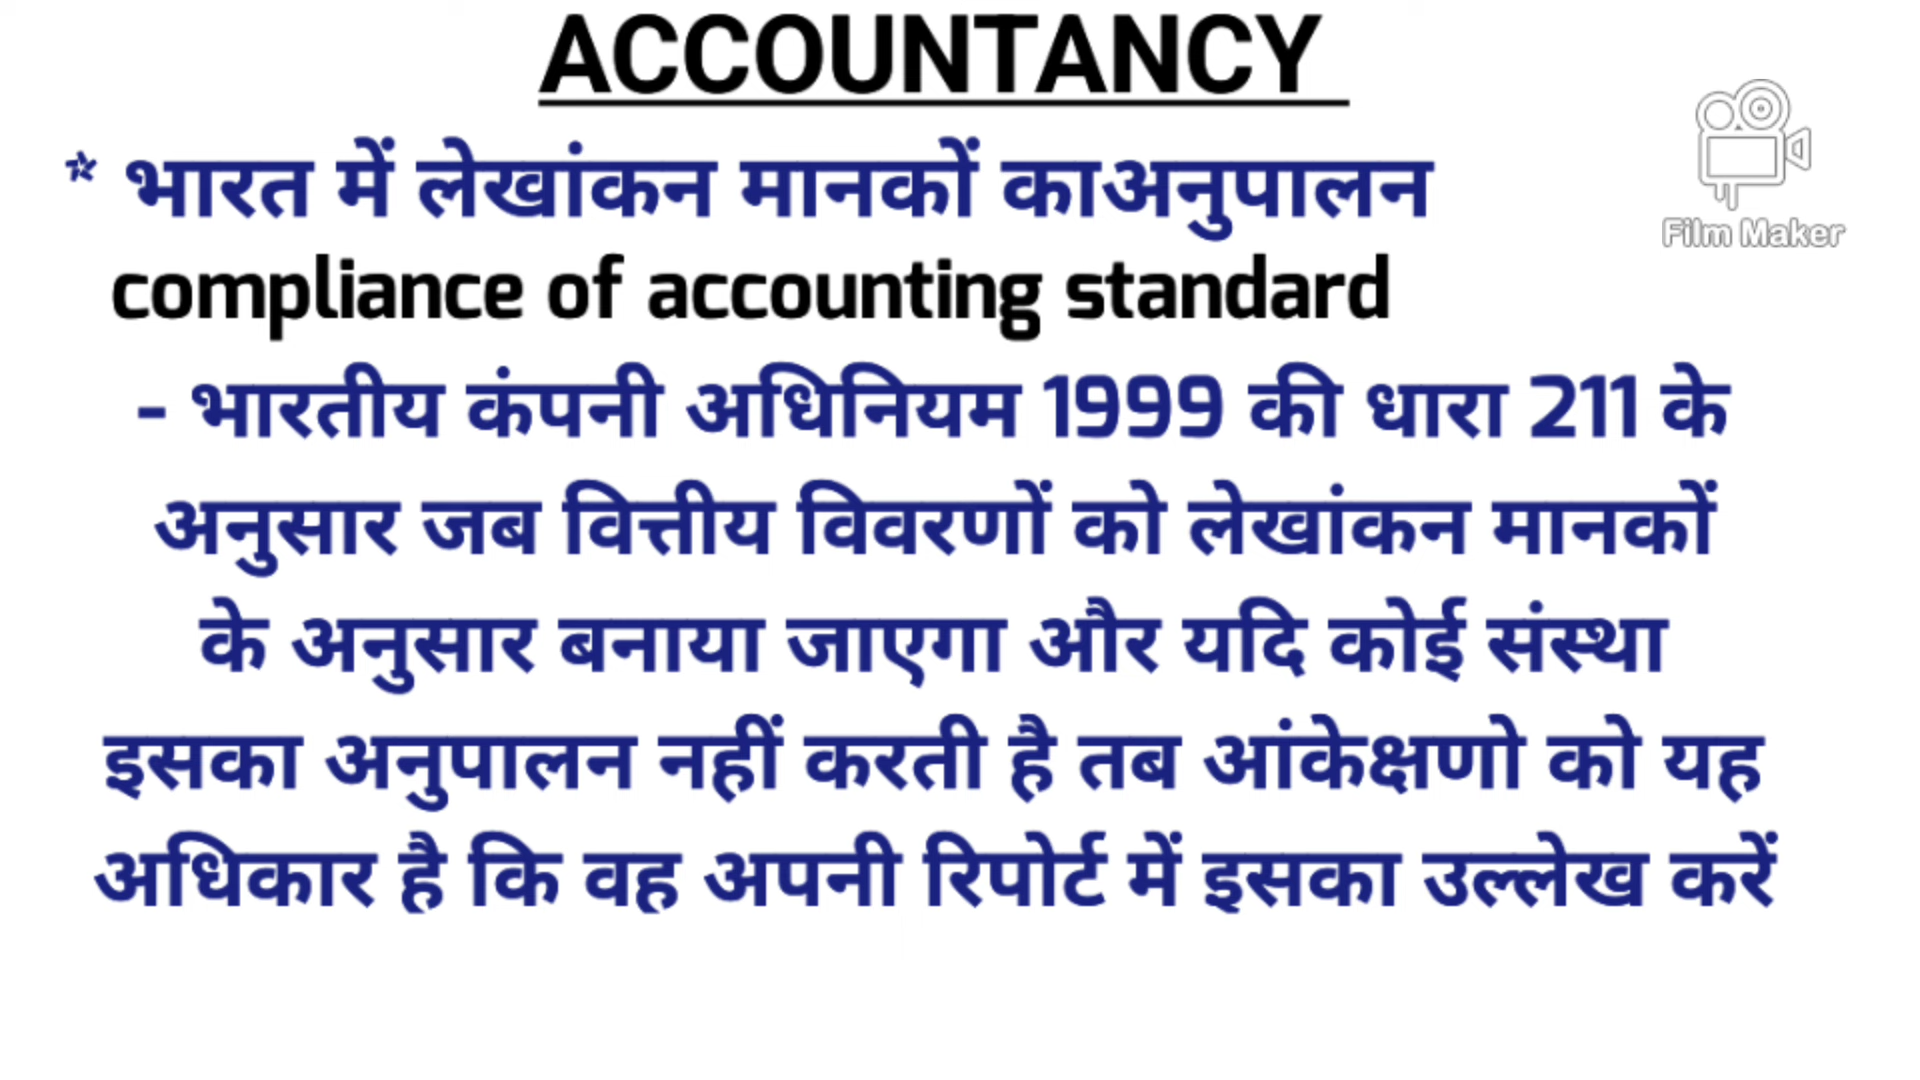 ACCOUNTANCY
* भारत में लेखांकन मानकों काअनुपालन
Film Maker
compliance of accounting standard
- भारतीय कंपनी अधिनियम 1999 की धारा 211 के
अनुसार जब वित्तीय विवरणों को लेखांकन मानकों
के अनुसार बनाया जाएगा और यदि कोई संस्था
इसका अनुपालन नहीं करती है तब आंकेक्षणो को यह
अधिकार है कि वह अपनी रिपोर्ट में इसका उल्लेख करें